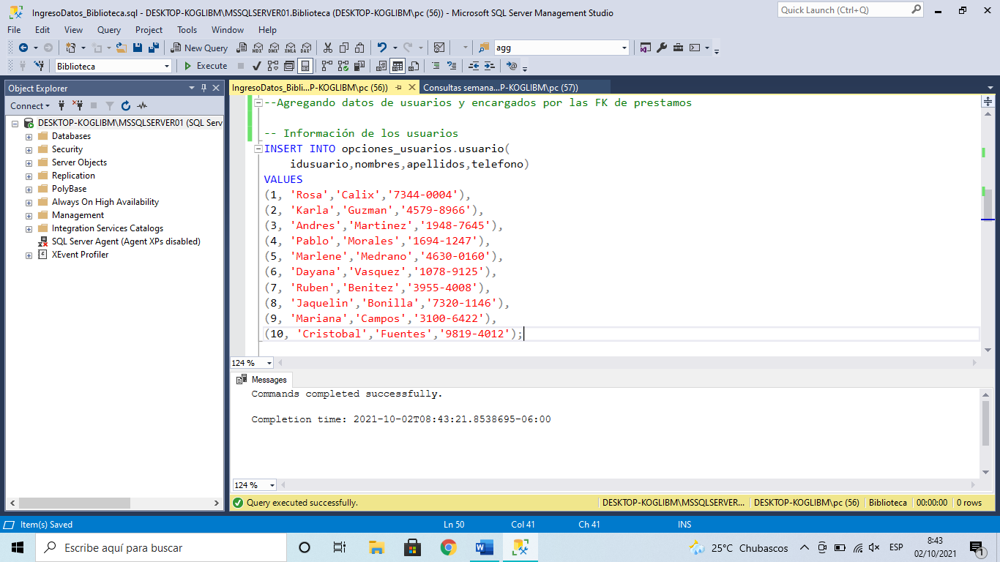 IngresoDatos_Biblioteca.sql - DESKTOP-KOGLIBM\MSSQLSERVER01.Biblioteca (DESKTOP-KOGLIBM\pc (56)) - Microsoft SQL Server Management Studio
Quick Launch (Ctrl+Q)
File Edit View Query Project Tools Window Help
New Query MDX DMX XMLA DAX agg
Biblioteca Execute
Object Explorer
Connect
DESKTOP-KOGLIBM\MSSQLSERVER01 (SQL Serv
Databases
Security
Server Objects
Replication
PolyBase
Always On High Availability
Management
Integration Services Catalogs
SQL Server Agent (Agent XPs disabled)
XEvent Profiler
IngresoDatos_Bibli...P-KOGLIBM\pc (56)) Consultas semana...P-KOGLIBM\pc (57))
--Agregando datos de usuarios y encargados por las FK de prestamos
-- Información de los usuarios
INSERT INTO opciones_usuarios.usuario(
idusuario,nombres,apellidos,telefono)
VALUES
(1, 'Rosa','Calix','7344-0004'),
(2, 'Karla','Guzman','4579-8966'),
(3, 'Andres','Martinez','1948-7645'),
(4, 'Pablo','Morales','1694-1247'),
(5, 'Marlene','Medrano','4630-0160'),
(6, 'Dayana','Vasquez','1078-9125'),
(7, 'Ruben','Benitez','3955-4008'),
(8, 'Jaquelin','Bonilla','7320-1146'),
(9, 'Mariana','Campos','3100-6422'),
(10, 'Cristobal','Fuentes','9819-4012');
124 %
Messages
Commands completed successfully.
Completion time: 2021-10-02T08:43:21.8538695-06:00
124 %
Query executed successfully. DESKTOP-KOGLIBM\MSSQLSERVER... DESKTOP-KOGLIBM\pc (56) Biblioteca 00:00:00 0 rows
Item(s) Saved Ln 50 Col 41 Ch 41 INS
Escribe aquí para buscar
25°C Chubascos ESP
8:43
02/10/2021
1